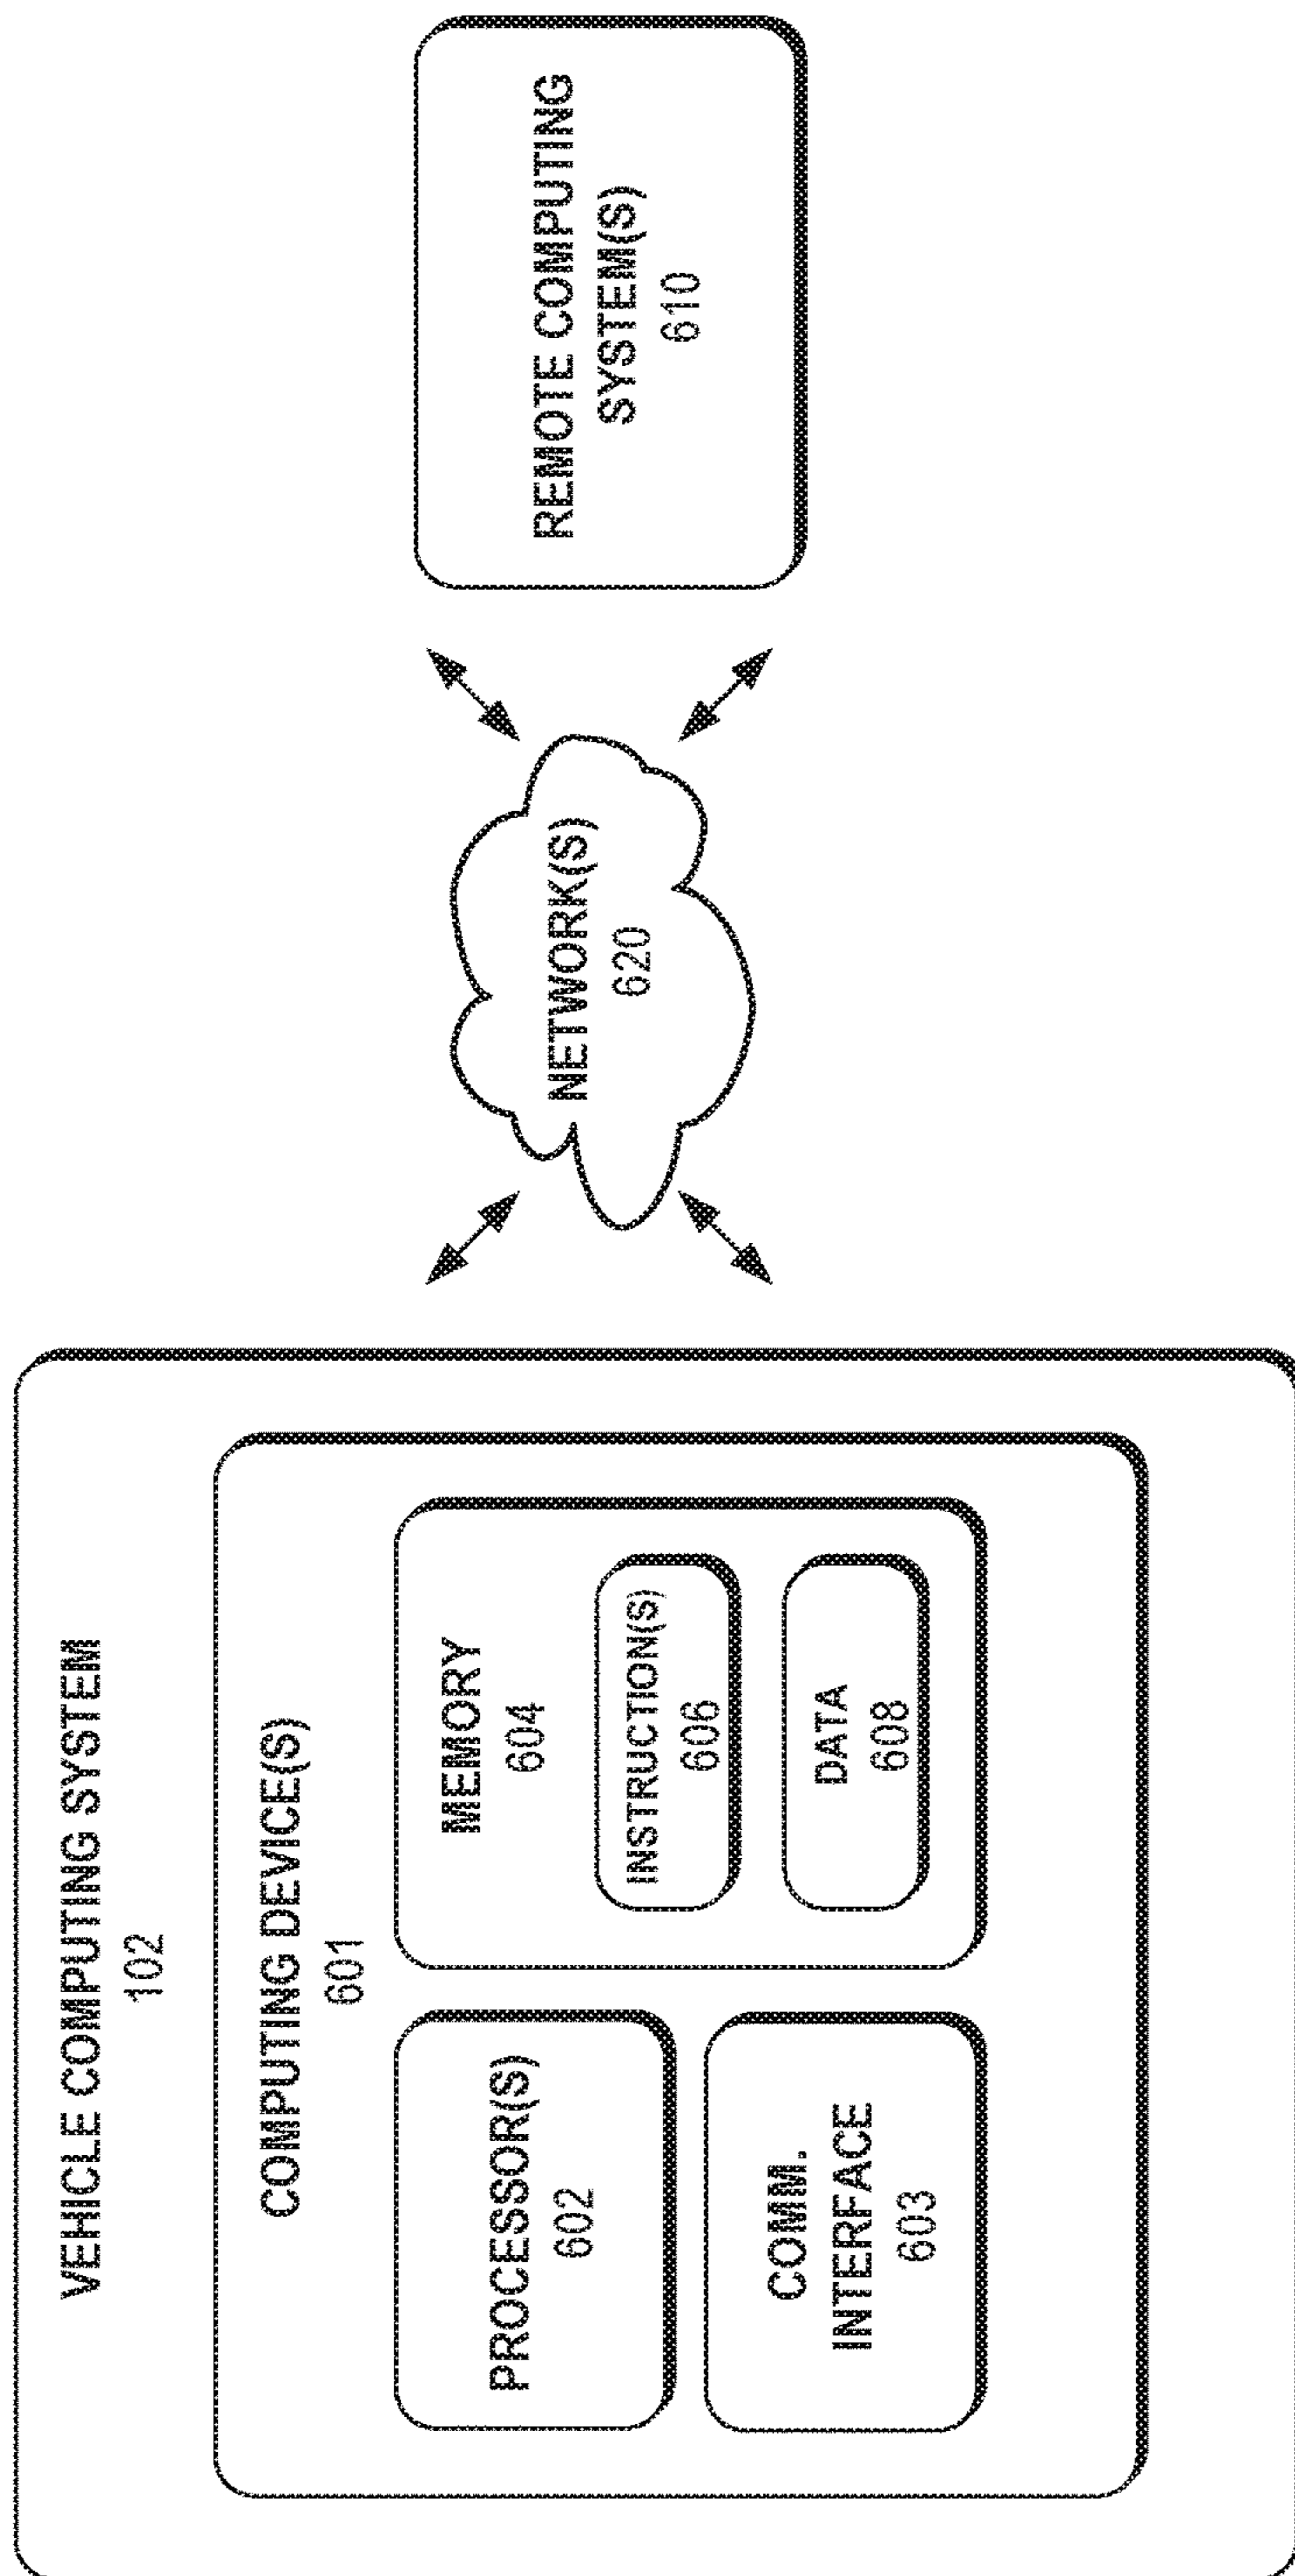 VEHICLE COMPUTING SYSTEM
102
COMPUTING DEVICE(S)
601
PROCESSOR(S)
602
COMM.
INTERFACE
603
MEMORY
604
INSTRUCTION(S)
606
DATA
608
NETWORK(S)
620
REMOTE COMPUTING
SYSTEM(S)
610